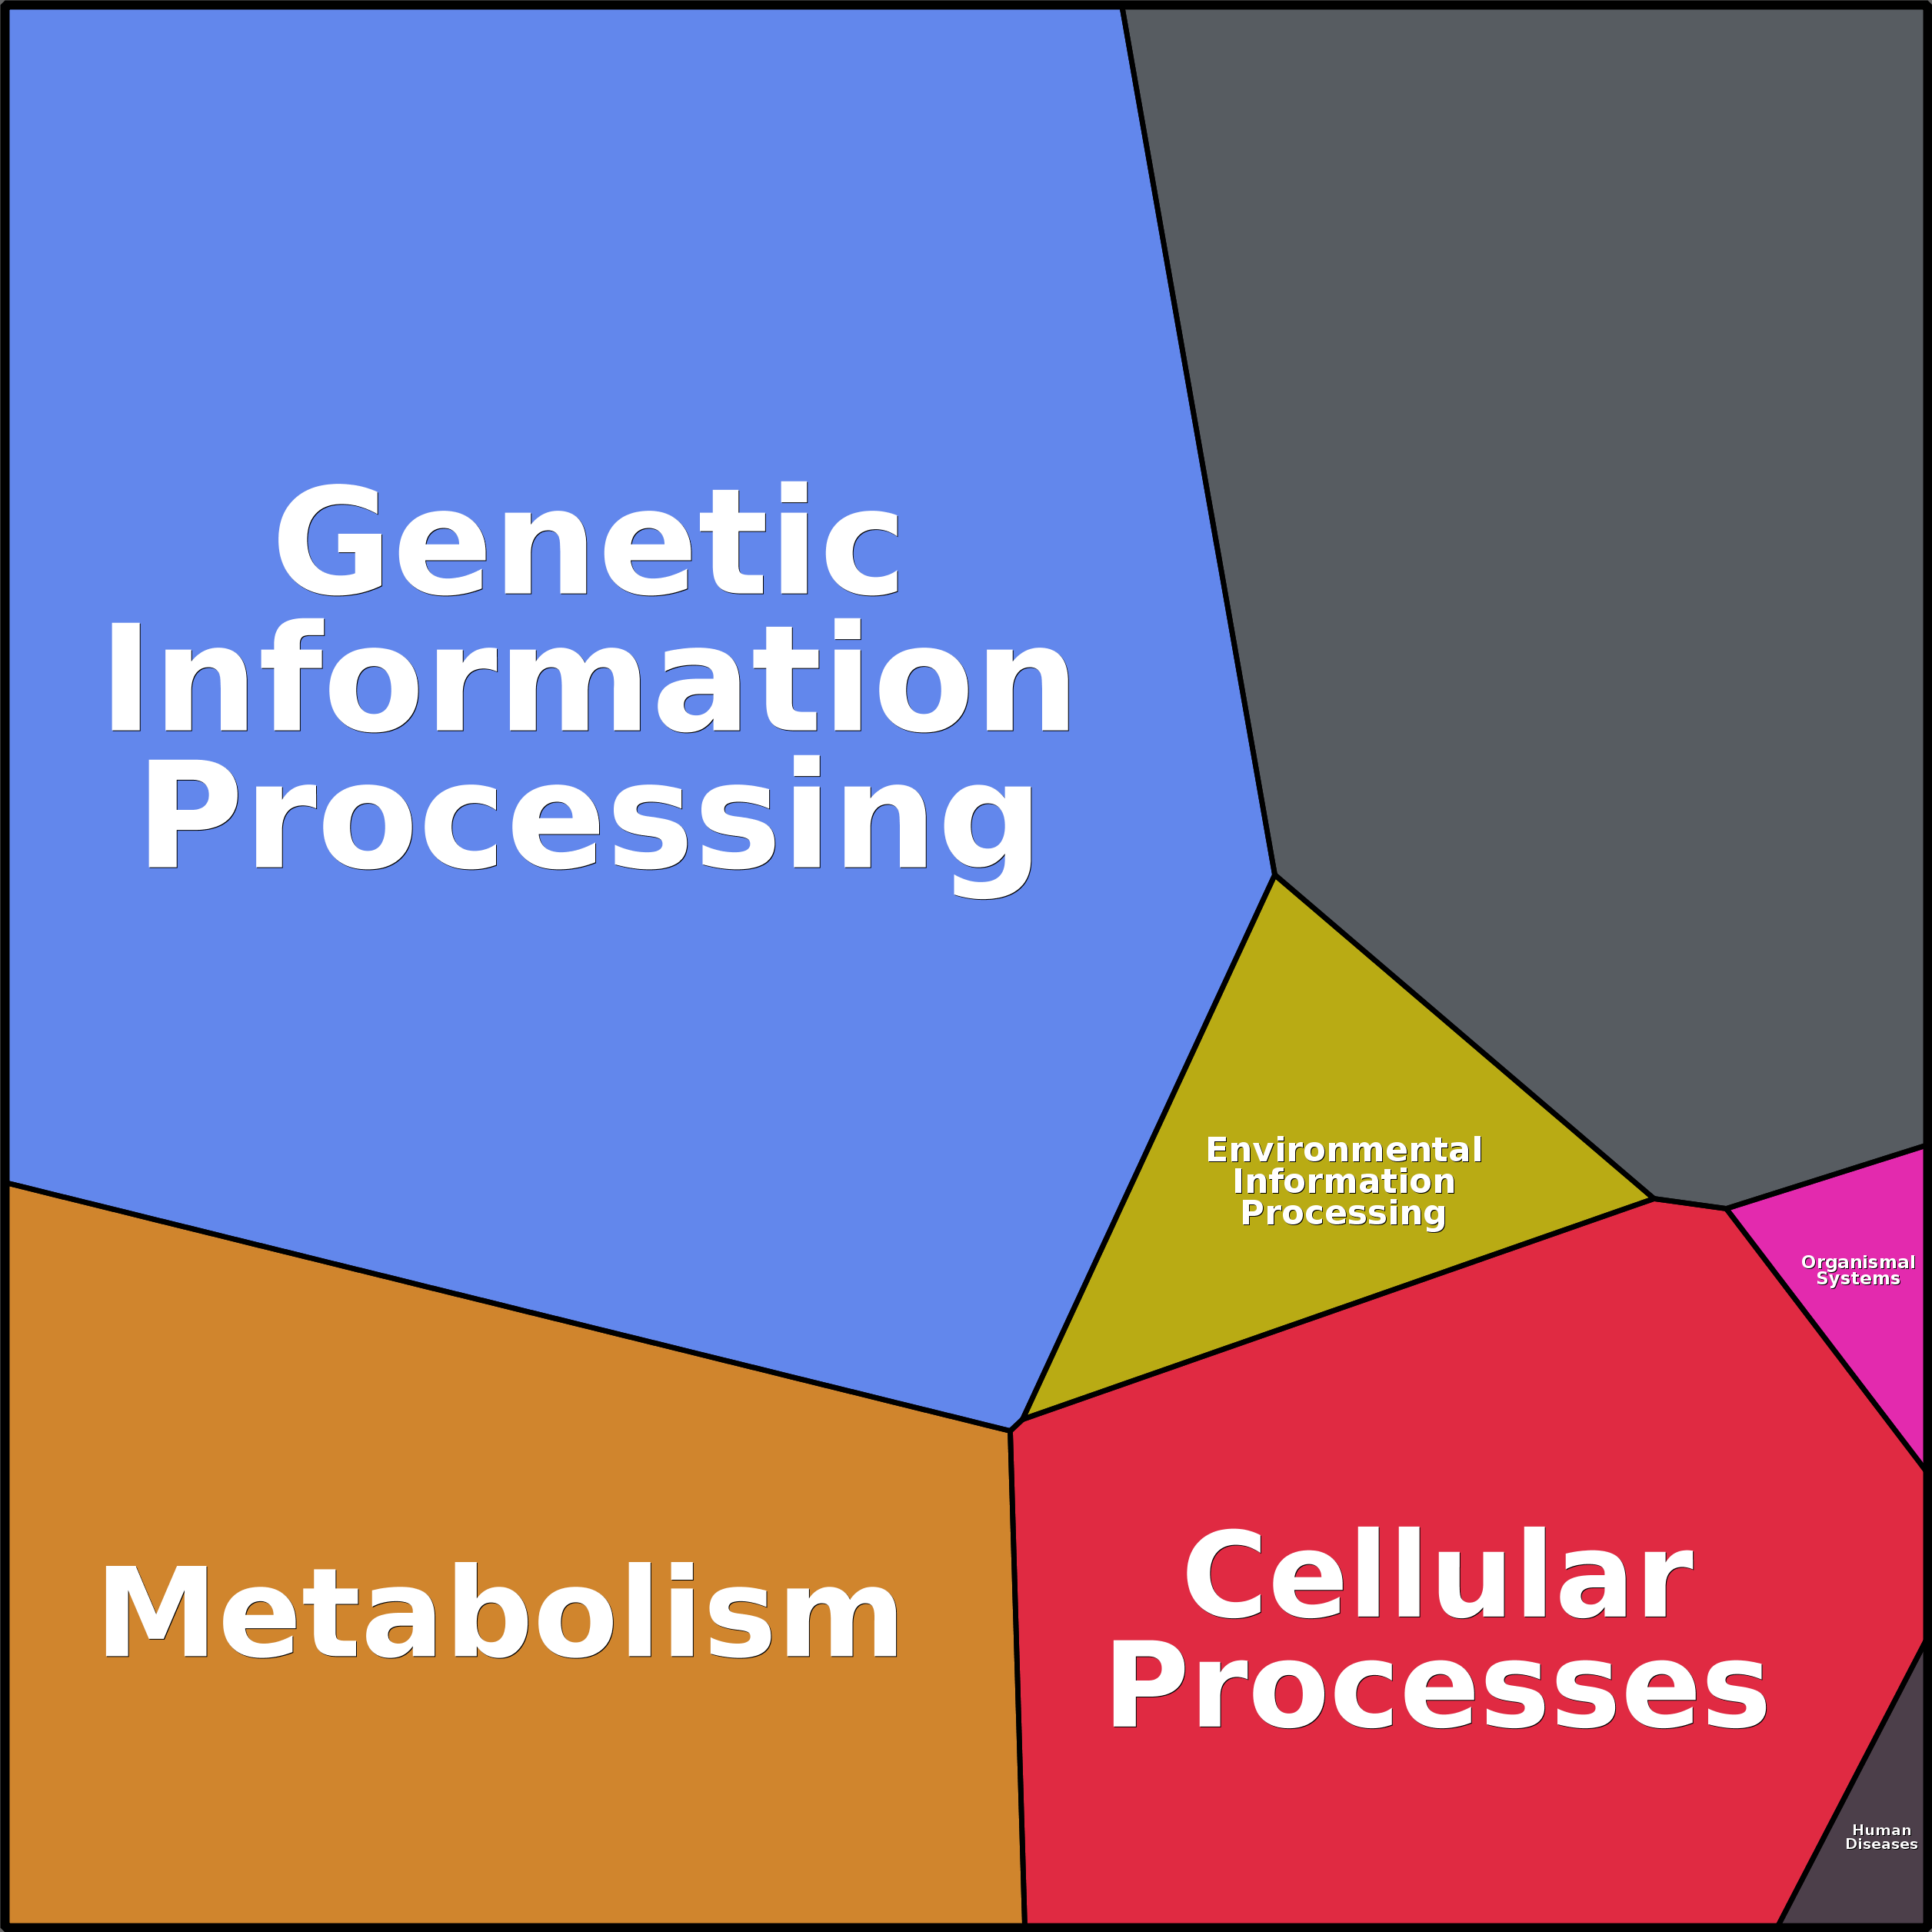 Genetic
Information
Processing
Environmental
Information
Processing
Organismal
Systems
Metabolism
Cellular
Processes
Human
Diseases